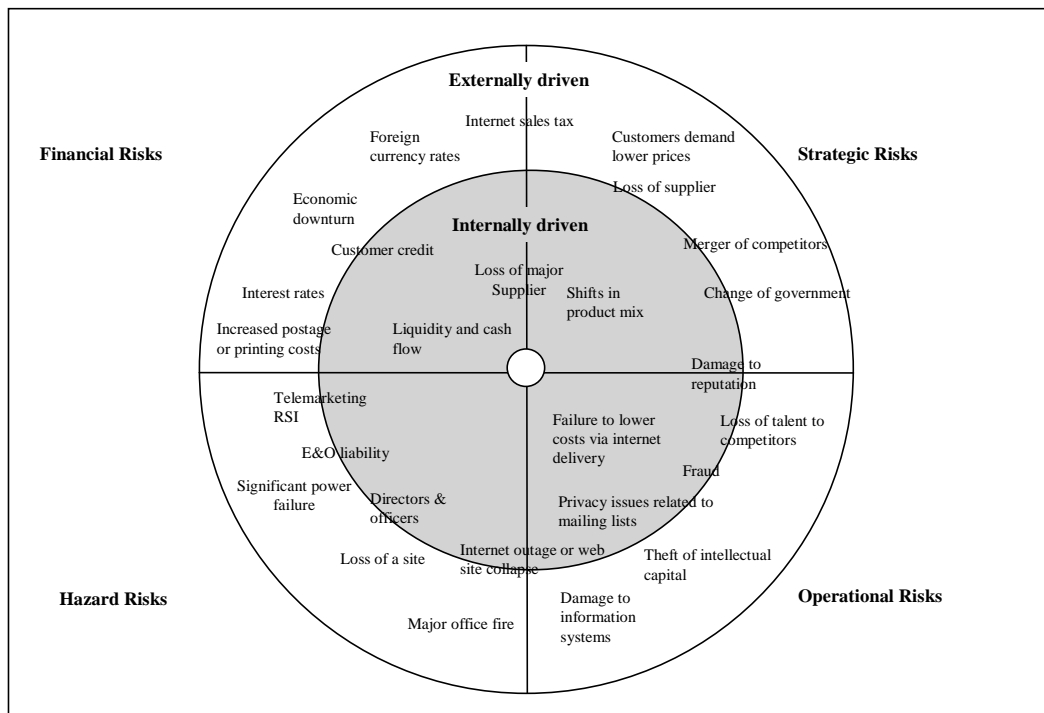 Externally driven
Internet sales tax
Foreign
currency rates
Customers demand
lower prices
Financial Risks
Strategic Risks
Loss of supplier
Economic
downturn
Internally driven
Customer credit
Merger of competitors
Loss of major
Supplier
Shifts in
product mix
Interest rates
Change of government
Increased postage
or printing costs
Liquidity and cash
flow
Damage to
reputation
Telemarketing
RSI
Failure to lower
costs via internet
delivery
Loss of talent to
competitors
E&O liability
Fraud
Significant power
failure
Directors &
officers
Privacy issues related to
mailing lists
Loss of a site
Internet outage or web
site collapse
Theft of intellectual
capital
Hazard Risks
Operational Risks
Damage to
information
systems
Major office fire